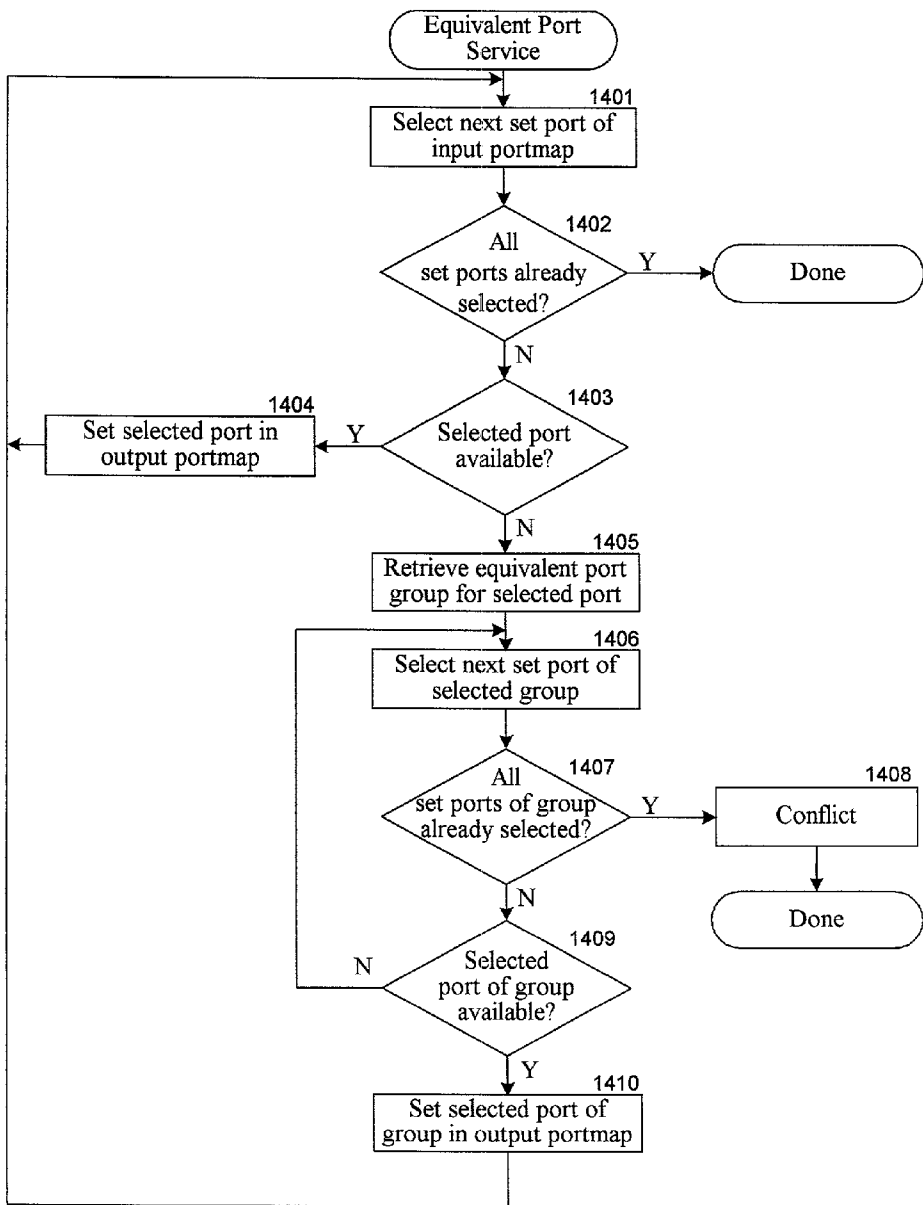 Equivalent Port
Service
1401
Select next set port of
input portmap
1402
All
set ports already
selected?
Y
Done
N
1403
Selected port
available?
Y
1404
Set selected port in
output portmap
N
1405
Retrieve equivalent port
group for selected port
1406
Select next set port of
selected group
1407
All
set ports of group
already selected?
Y
1408
Conflict
Done
N
1409
Selected
port of group
available?
N
Y
1410
Set selected port of
group in output portmap